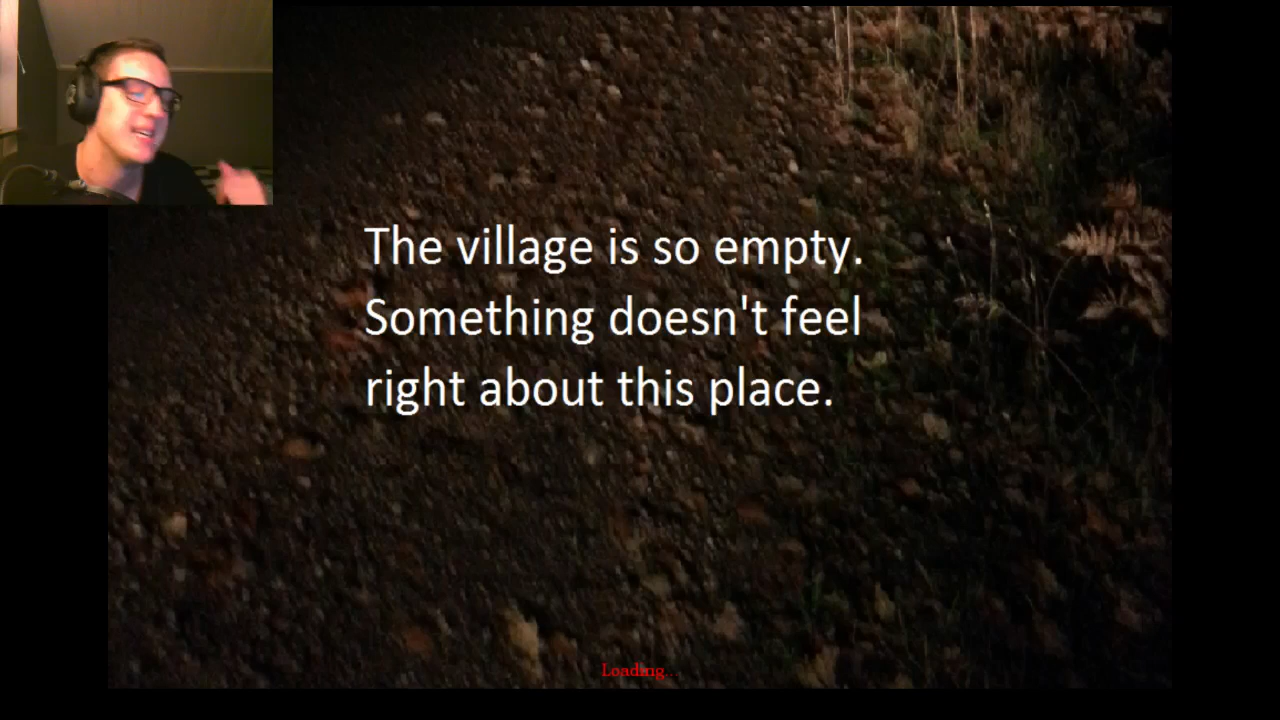 The village is so empty.
Something doesn't feel
right about this place.
Loading...